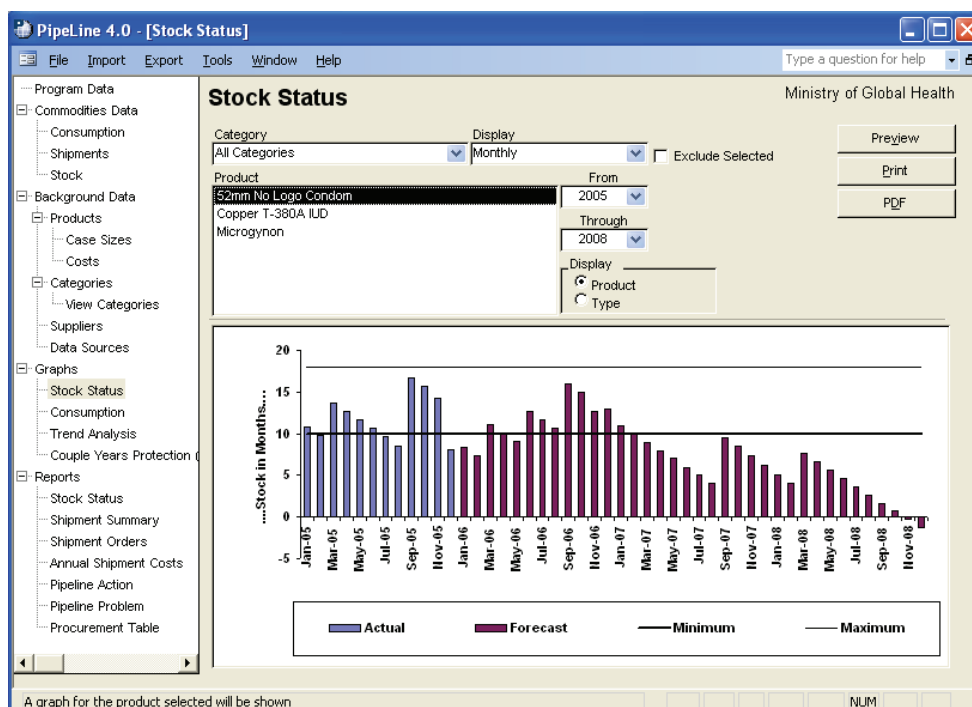 PipeLine 4.0 - [Stock Status]
File Import Export Tools Window Help
Type a question for help
Program Data
Commodities Data
Consumption
Shipments
Stock
Background Data
Products
Case Sizes
Costs
Categories
View Categories
Suppliers
Data Sources
Graphs
Stock Status
Consumption
Trend Analysis
Couple Years Protection (
Reports
Stock Status
Shipment Summary
Shipment Orders
Annual Shipment Costs
Pipeline Action
Pipeline Problem
Procurement Table
Stock Status
Ministry of Global Health
Category
All Categories
Display
Monthly
Exclude Selected
Preview
Print
PDF
Product
52mm No Logo Condom
Copper T-380A IUD
Microgynon
From
2005
Through
2008
Display
Product
Type
....Stock in Months....
20
15
10
5
0
-5
Jan-05
Mar-05
May-05
Jul-05
Sep-05
Nov-05
Jan-06
Mar-06
May-06
Jul-06
Sep-06
Nov-06
Jan-07
Mar-07
May-07
Jul-07
Sep-07
Nov-07
Jan-08
Mar-08
May-08
Jul-08
Sep-08
Nov-08
Actual Forecast Minimum Maximum
A graph for the product selected will be shown
NUM